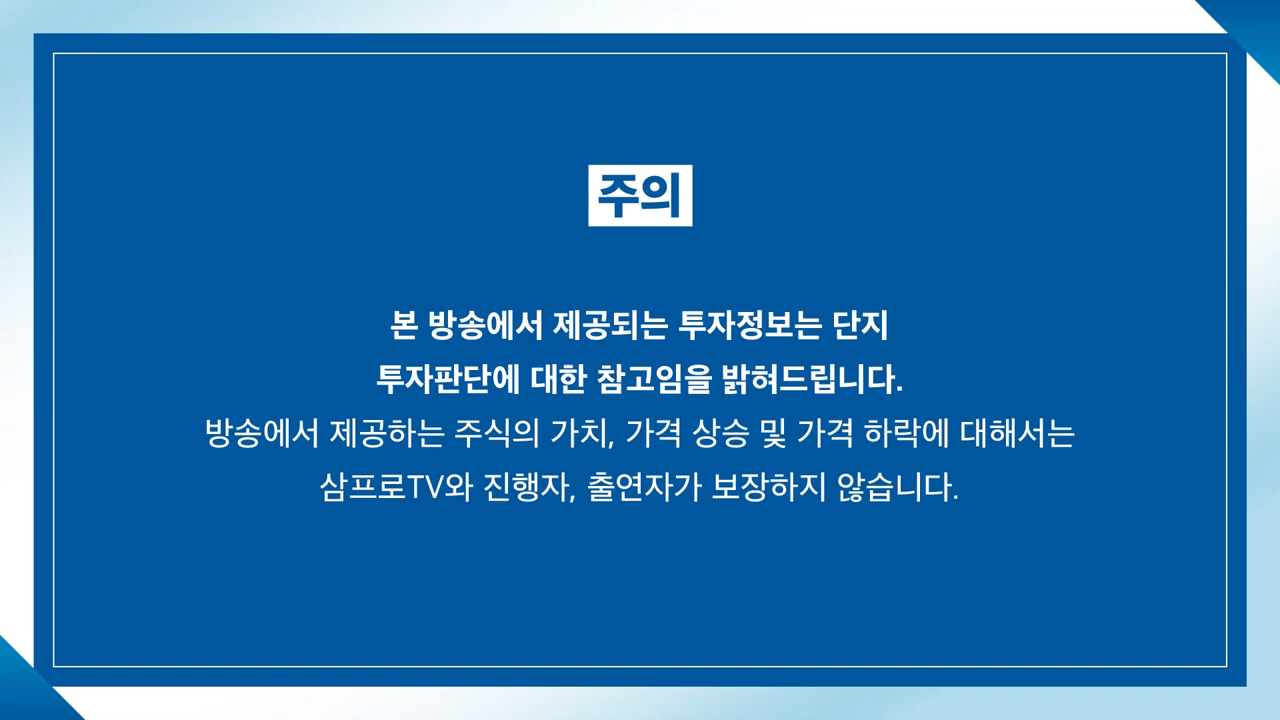 주의
본 방송에서 제공되는 투자정보는 단지
투자판단에 대한 참고임을 밝혀드립니다.
방송에서 제공하는 주식의 가치, 가격 상승 및 가격 하락에 대해서는
삼프로TV와 진행자, 출연자가 보장하지 않습니다.